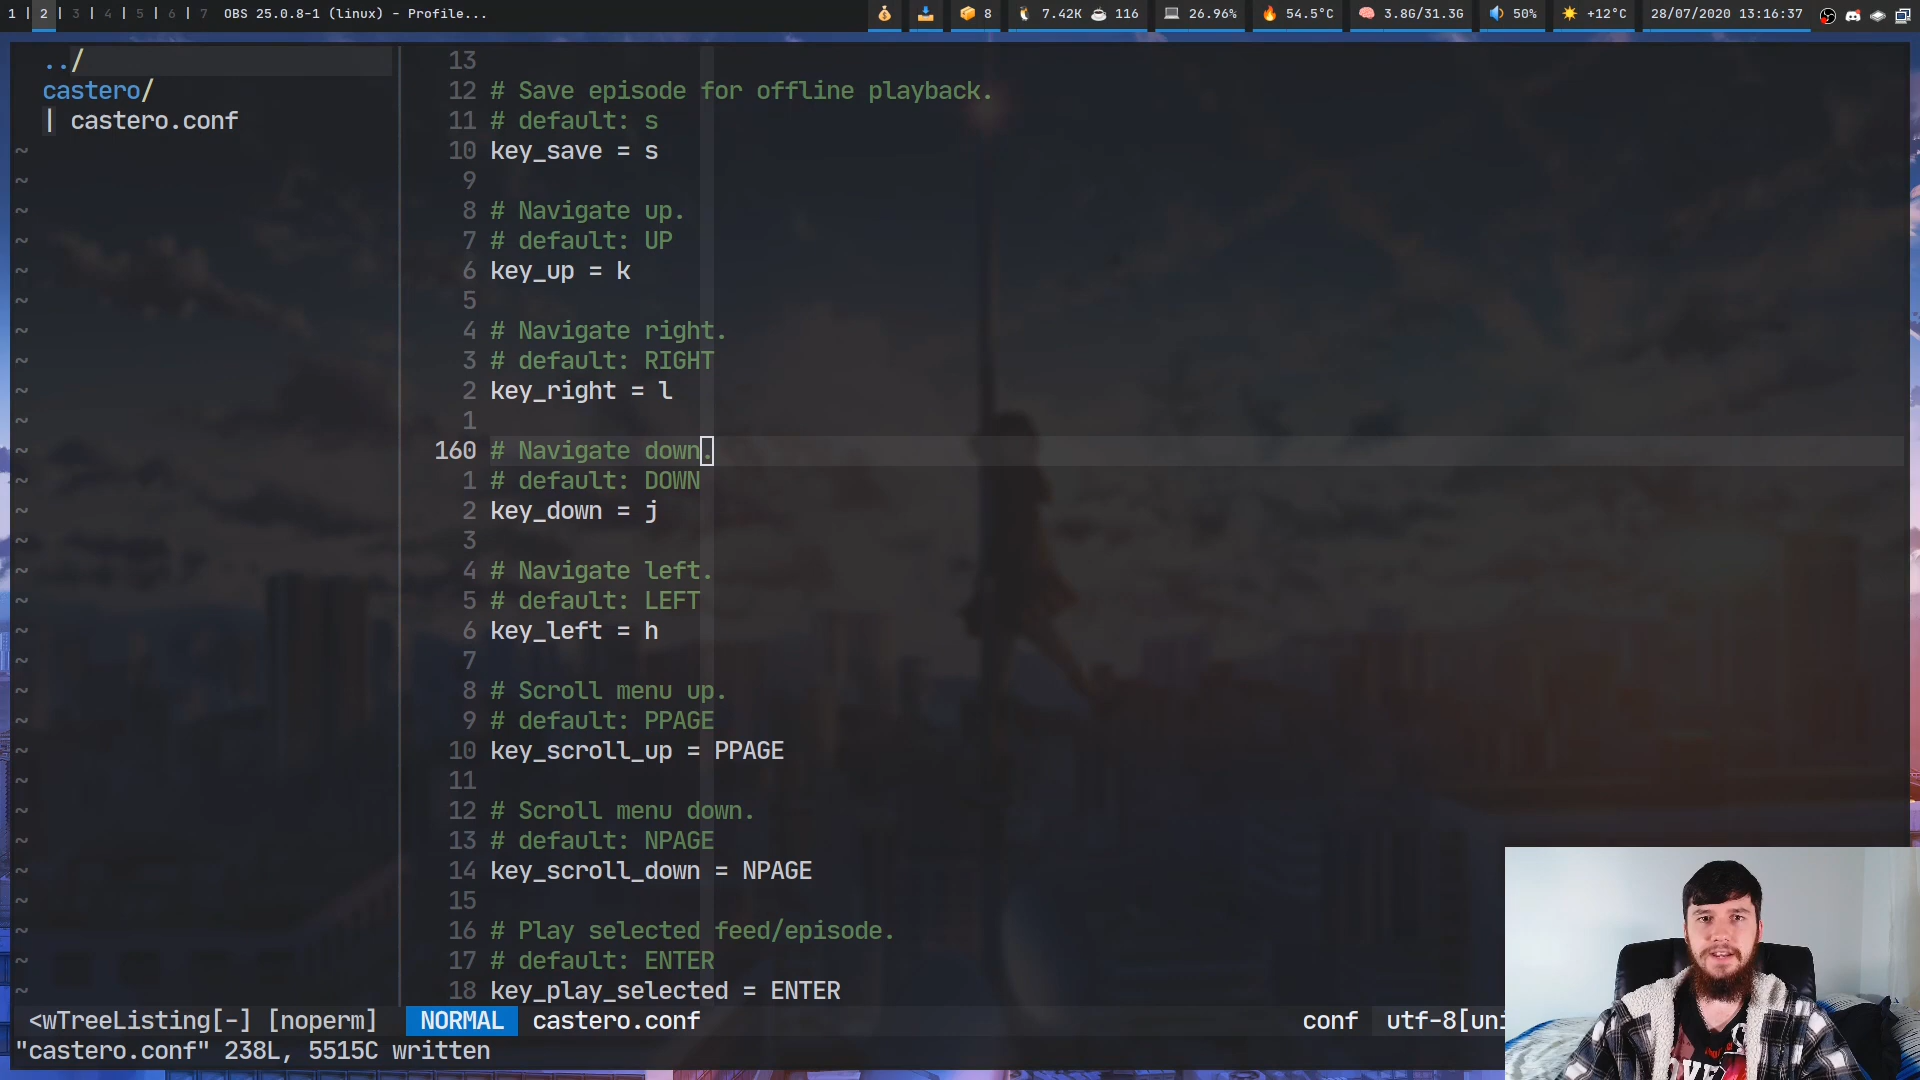 1 | 2 | 3 | 4 | 5 | 6 | 7 OBS 25.0.8-1 (linux) - Profile... 8 7.42K 116 26.96% 54.5°C 3.8G/31.3G 50% +12°C 28/07/2020 13:16:37
../
castero/
| castero.conf
13
12 # Save episode for offline playback.
11 # default: s
10 key_save = s
9
8 # Navigate up.
7 # default: UP
6 key_up = k
5
4 # Navigate right.
3 # default: RIGHT
2 key_right = l
1
160 # Navigate down.
1 # default: DOWN
2 key_down = j
3
4 # Navigate left.
5 # default: LEFT
6 key_left = h
7
8 # Scroll menu up.
9 # default: PPAGE
10 key_scroll_up = PPAGE
11
12 # Scroll menu down.
13 # default: NPAGE
14 key_scroll_down = NPAGE
15
16 # Play selected feed/episode.
17 # default: ENTER
18 key_play_selected = ENTER
<wTreeListing[-] [noperm] NORMAL castero.conf conf utf-8[uni
"castero.conf" 238L, 5515C written